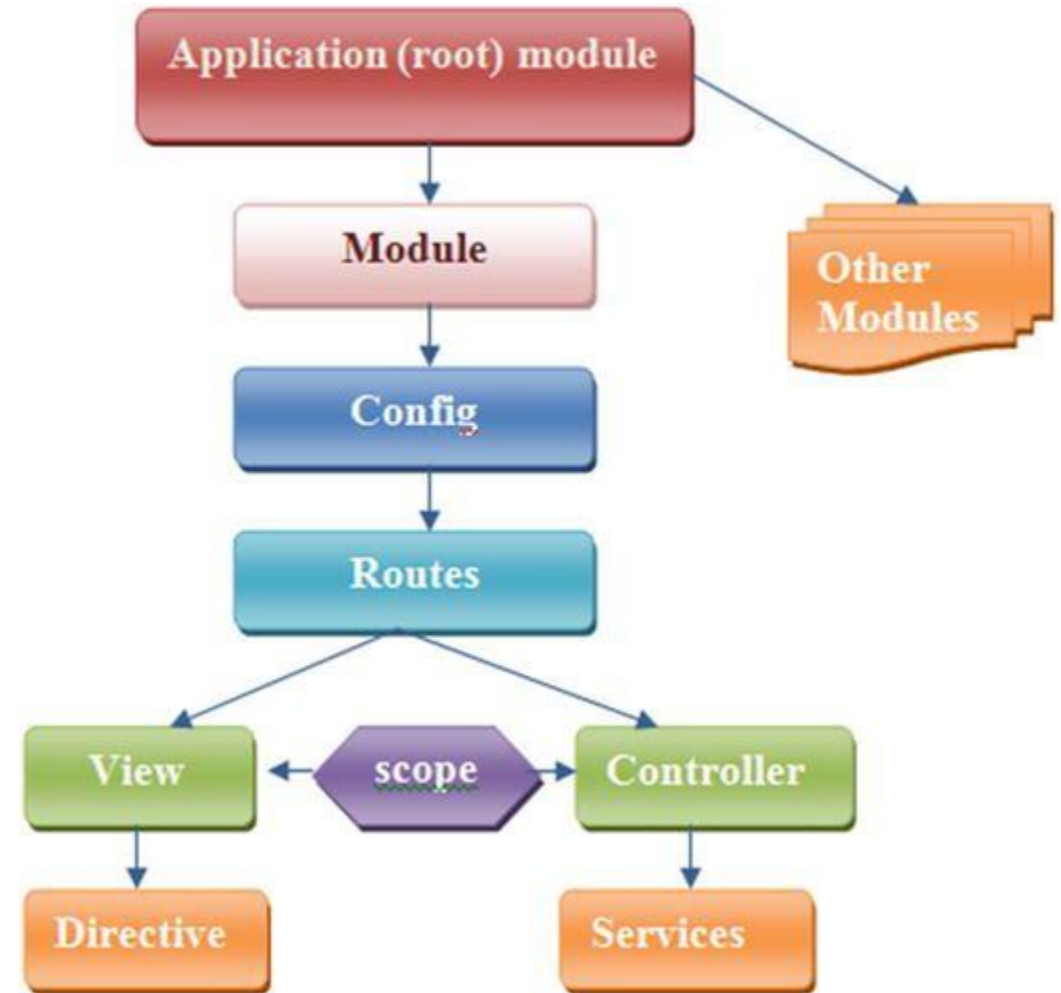 Application (root) module
Module
Other
Modules
Config
Routes
View
scope
Controller
Directive
Services